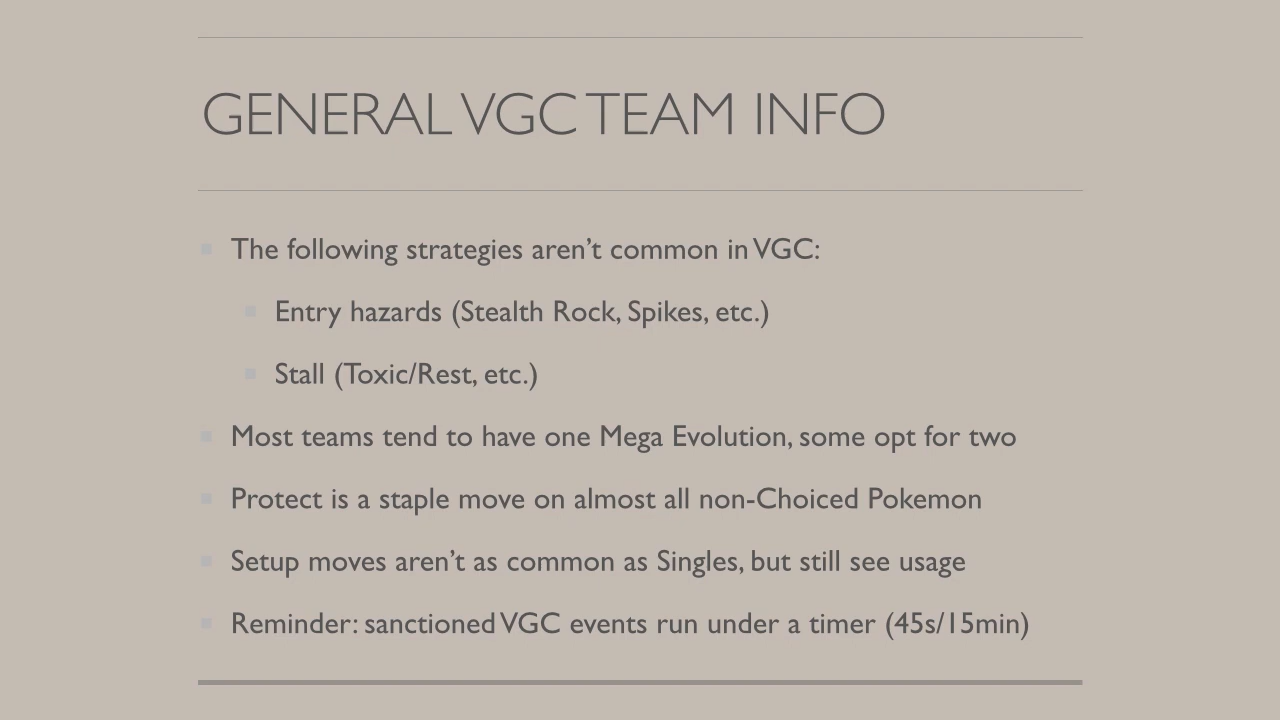 GENERAL VGC TEAM INFO
The following strategies aren’t common in VGC:
Entry hazards (Stealth Rock, Spikes, etc.)
Stall (Toxic/Rest, etc.)
Most teams tend to have one Mega Evolution, some opt for two
Protect is a staple move on almost all non-Choiced Pokemon
Setup moves aren’t as common as Singles, but still see usage
Reminder: sanctioned VGC events run under a timer (45s/15min)